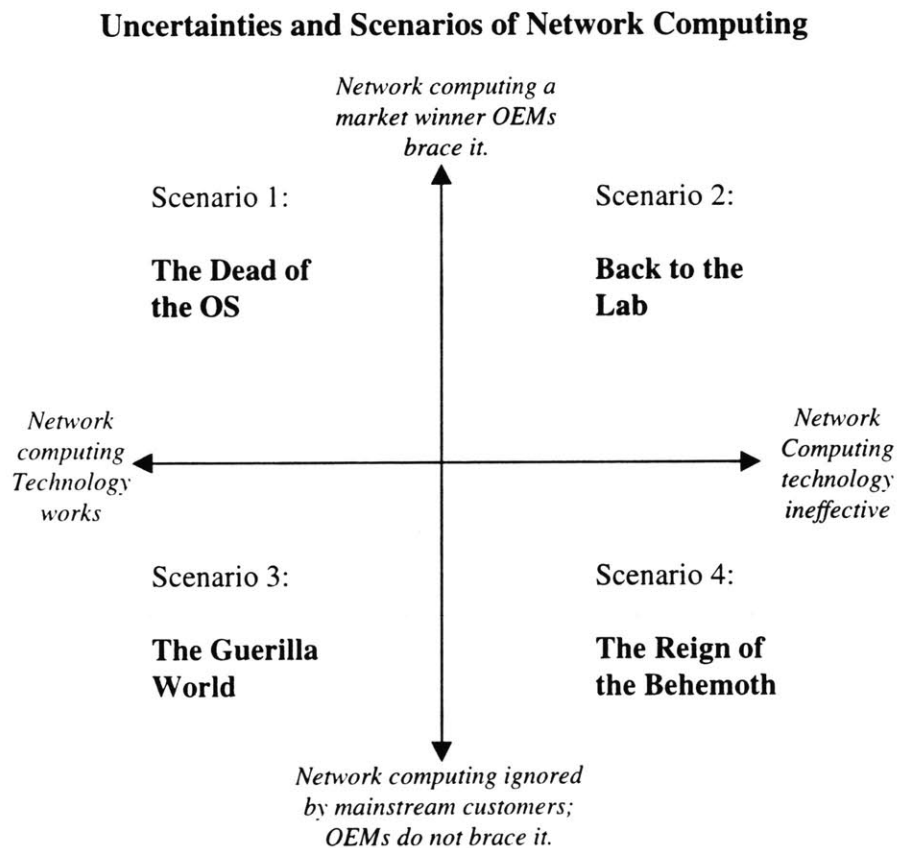 Uncertainties and Scenarios of Network Computing
Network computing a
market winner OEMs
brace it.
Scenario 1:
The Dead of
the OS
Scenario 2:
Back to the
Lab
Network
computing
Technology
works
Network
Computing
technology
ineffective
Scenario 3:
The Guerilla
World
Scenario 4:
The Reign of
the Behemoth
Network computing ignored
by mainstream customers;
OEMs do not brace it.